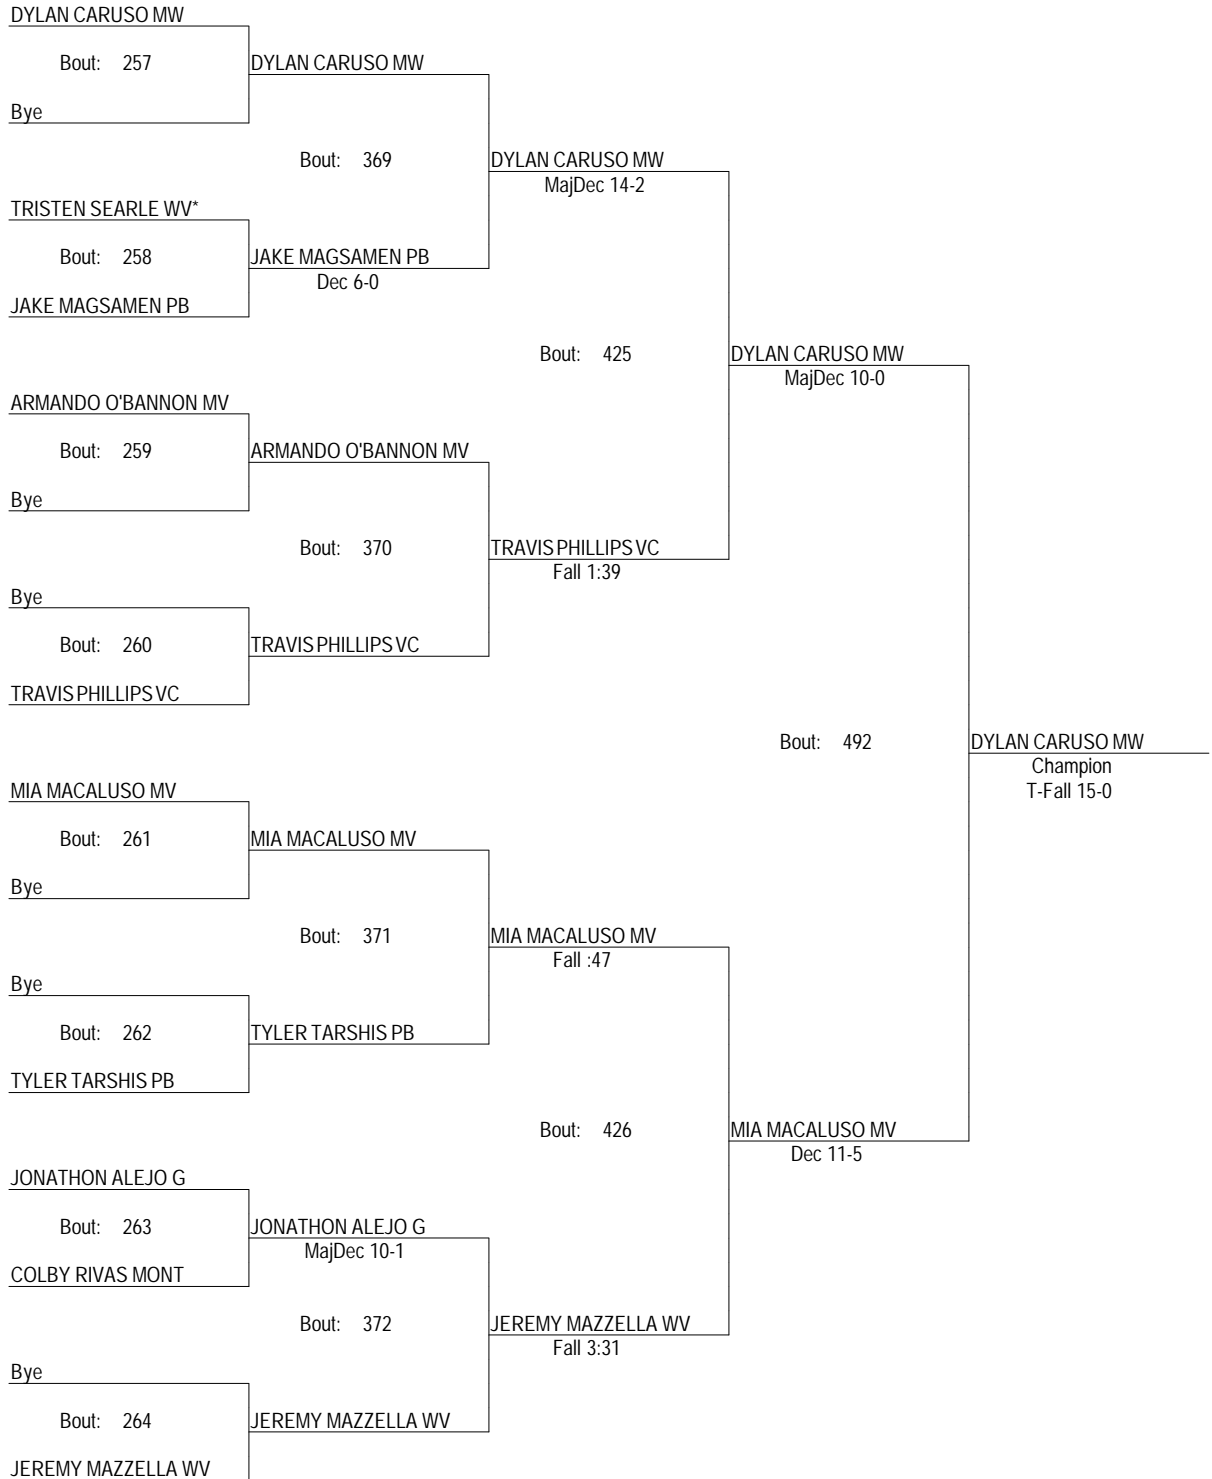 DYLAN CARUSO MW
Bout: 257
DYLAN CARUSO MW
Bye
Bout: 369
DYLAN CARUSO MW
MajDec 14-2
TRISTEN SEARLE WV*
Bout: 258
JAKE MAGSAMEN PB
Dec 6-0
JAKE MAGSAMEN PB
Bout: 425
DYLAN CARUSO MW
MajDec 10-0
ARMANDO O'BANNON MV
Bout: 259
ARMANDO O'BANNON MV
Bye
Bout: 370
TRAVIS PHILLIPS VC
Fall 1:39
Bye
Bout: 260
TRAVIS PHILLIPS VC
TRAVIS PHILLIPS VC
Bout: 492
DYLAN CARUSO MW
Champion
T-Fall 15-0
MIA MACALUSO MV
Bout: 261
MIA MACALUSO MV
Bye
Bout: 371
MIA MACALUSO MV
Fall :47
Bye
Bout: 262
TYLER TARSHIS PB
TYLER TARSHIS PB
Bout: 426
MIA MACALUSO MV
Dec 11-5
JONATHON ALEJO G
Bout: 263
JONATHON ALEJO G
MajDec 10-1
COLBY RIVAS MONT
Bout: 372
JEREMY MAZZELLA WV
Fall 3:31
Bye
Bout: 264
JEREMY MAZZELLA WV
JEREMY MAZZELLA WV